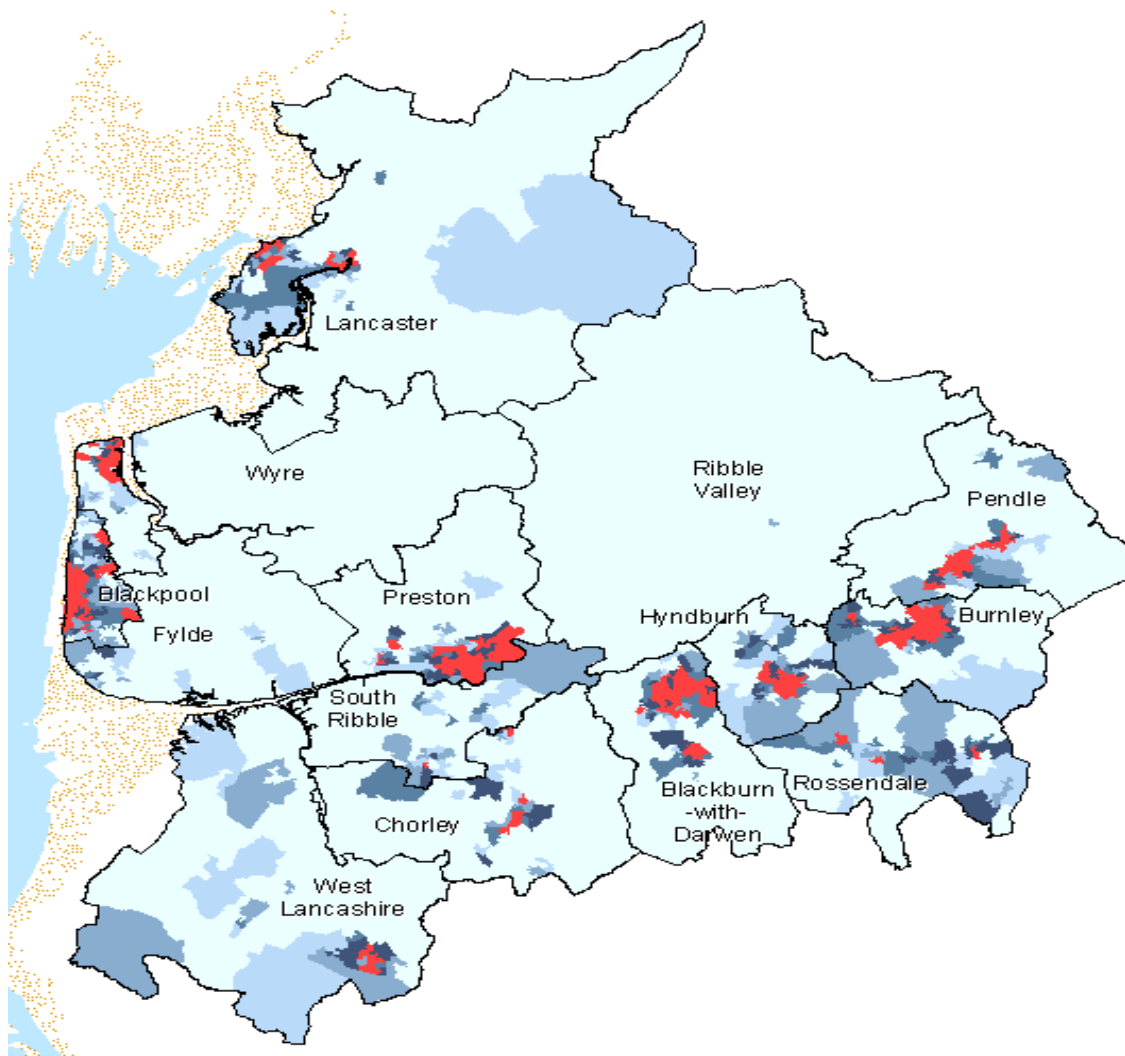 Lancaster
Wyre
Ribble
Valley
Pendle
Blackpool
Preston
Hyndburn
Burnley
Fylde
South
Ribble
Rossendale
Blackburn
-with-
Darwen
Chorley
West
Lancashire